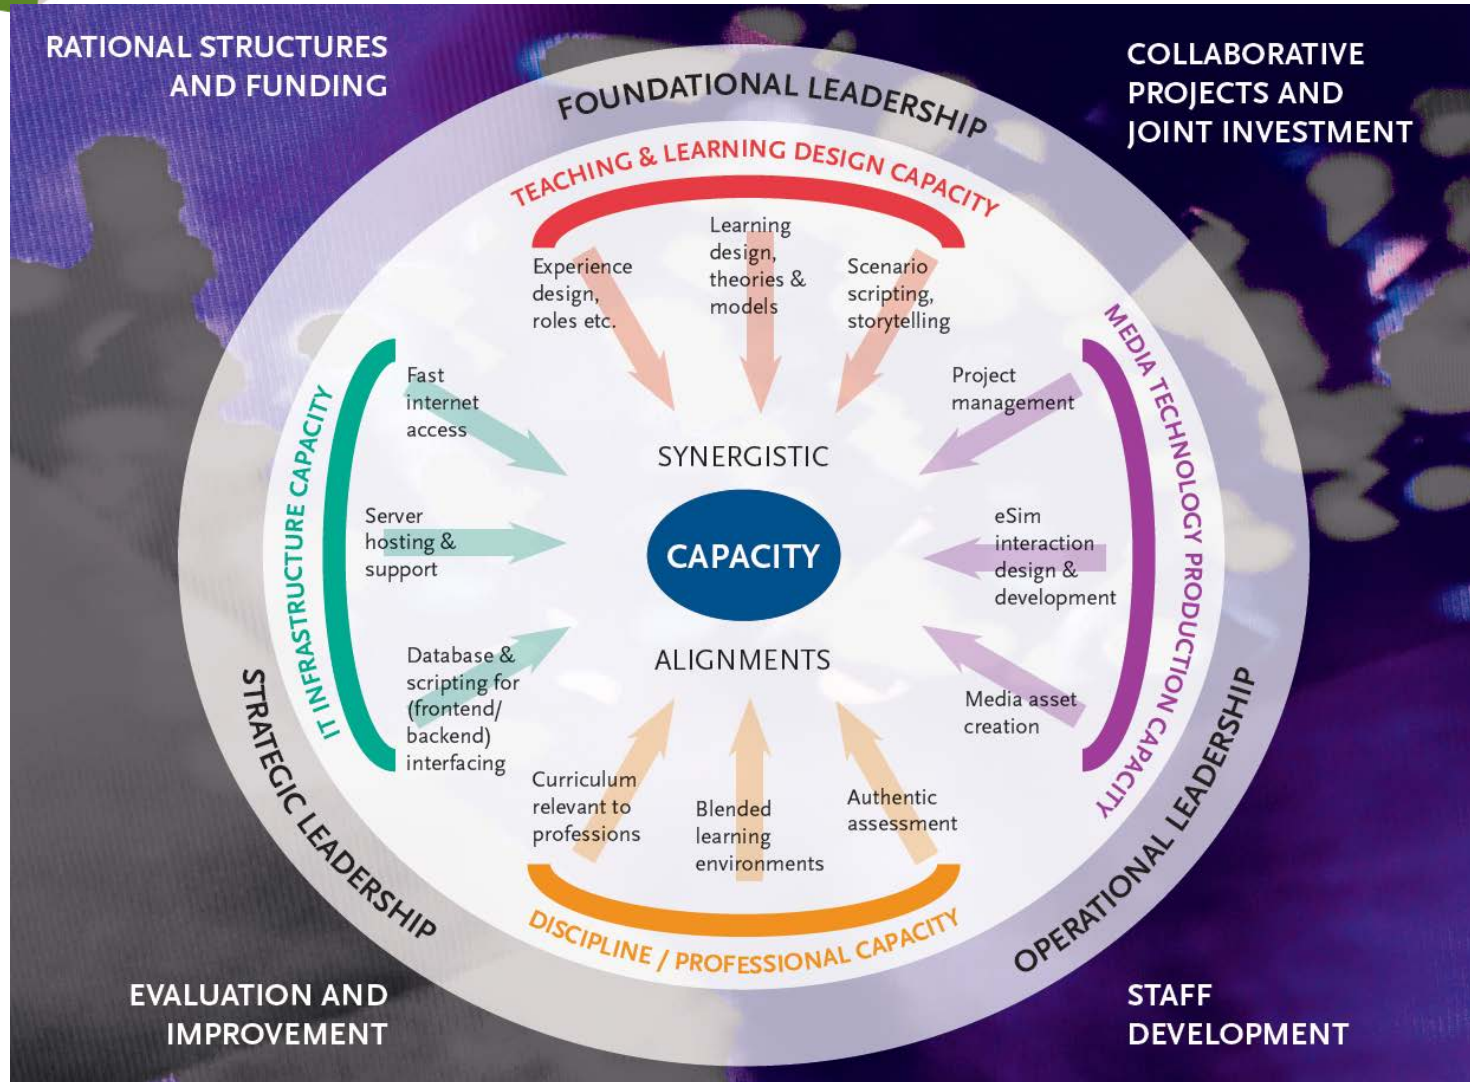 RATIONAL STRUCTURES
AND FUNDING
COLLABORATIVE
PROJECTS AND
JOINT INVESTMENT
FOUNDATIONAL LEADERSHIP
TEACHING & LEARNING DESIGN CAPACITY
Experience
design,
roles etc.
Learning
design,
theories &
models
Scenario
scripting,
storytelling
IT INFRASTRUCTURE CAPACITY
Fast
internet
access
Server
hosting &
support
Database &
scripting for
(frontend/
backend)
interfacing
SYNERGISTIC
CAPACITY
ALIGNMENTS
MEDIA TECHNOLOGY PRODUCTION CAPACITY
Project
management
eSim
interaction
design &
development
Media asset
creation
Curriculum
relevant to
professions
Blended
learning
environments
Authentic
assessment
DISCIPLINE / PROFESSIONAL CAPACITY
STRATEGIC LEADERSHIP
OPERATIONAL LEADERSHIP
EVALUATION AND
IMPROVEMENT
STAFF
DEVELOPMENT